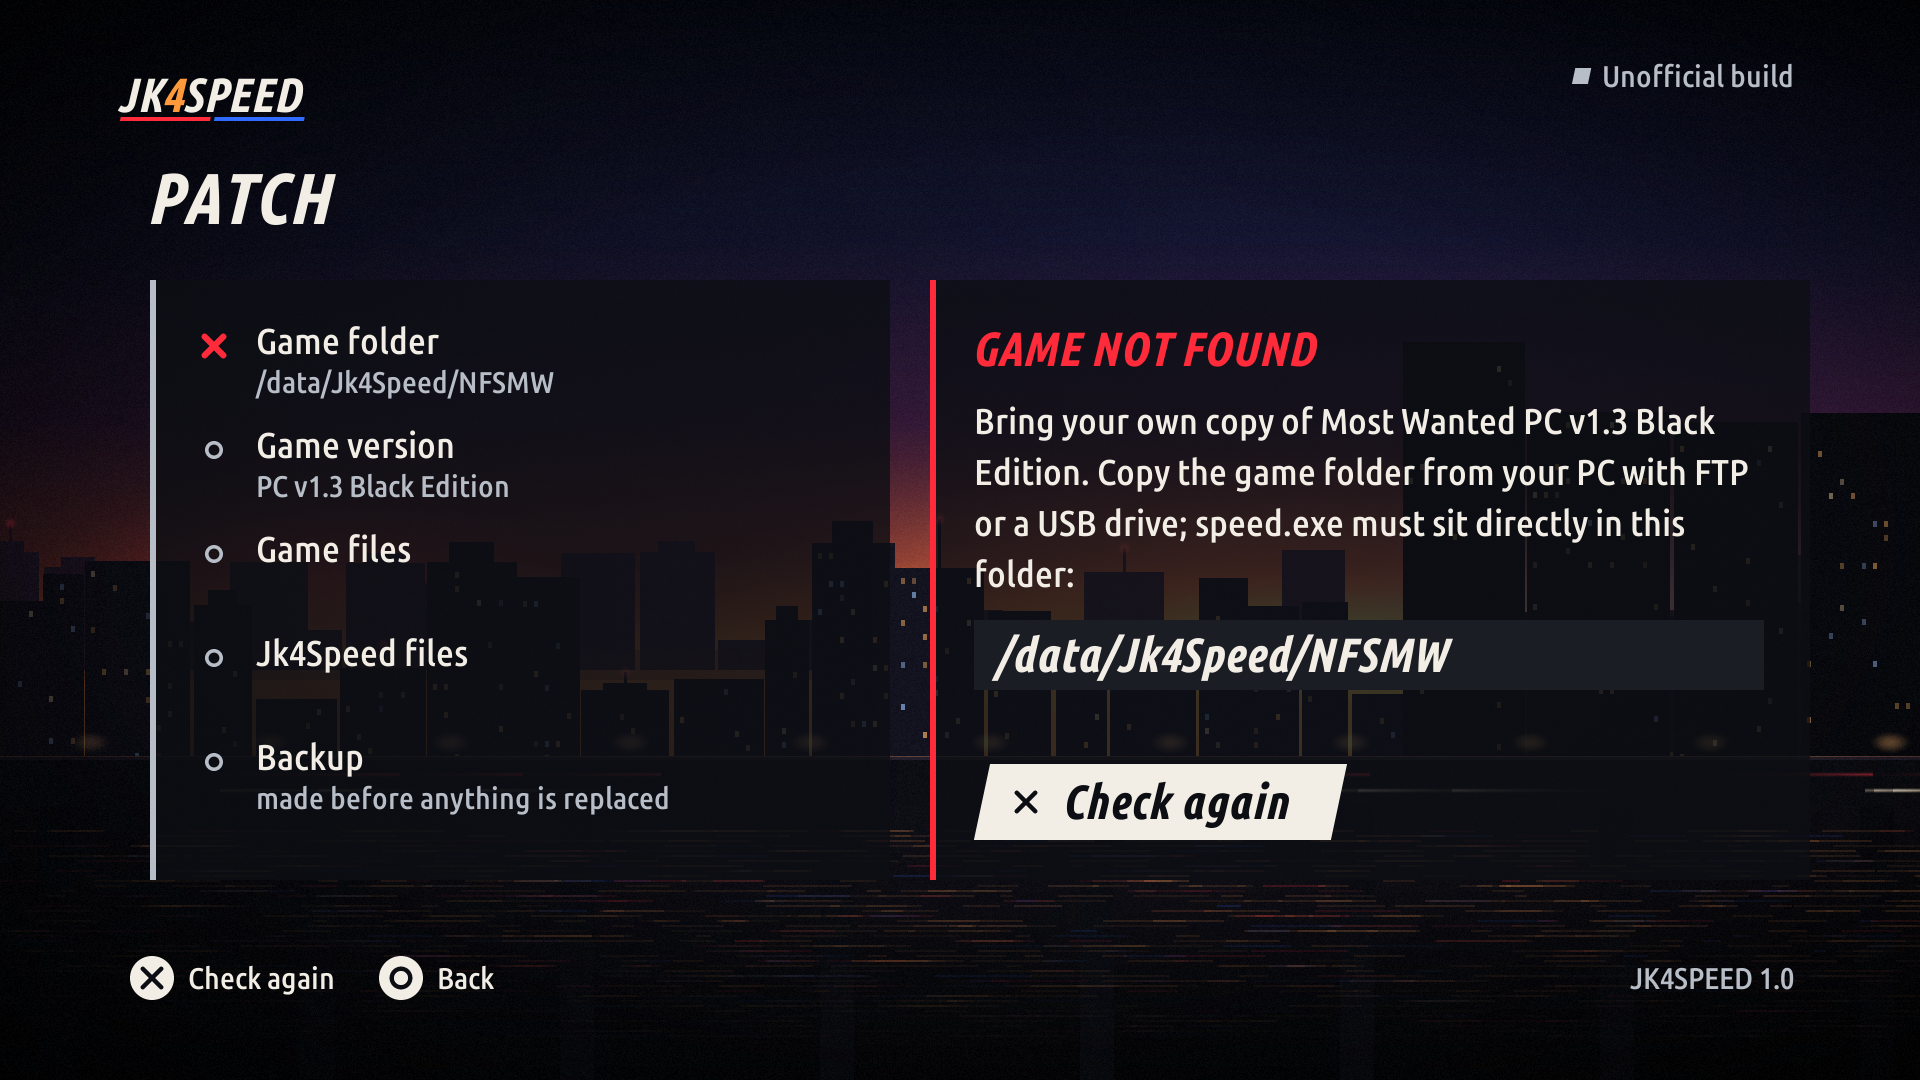 JK4SPEED
Unofficial build
PATCH
Game folder
/data/Jk4Speed/NFSMW
Game version
PC v1.3 Black Edition
Game files
Jk4Speed files
Backup
made before anything is replaced
GAME NOT FOUND
Bring your own copy of Most Wanted PC v1.3 Black
Edition. Copy the game folder from your PC with FTP
or a USB drive; speed.exe must sit directly in this
folder:
/data/Jk4Speed/NFSMW
Check again
Check again
Back
JK4SPEED 1.0